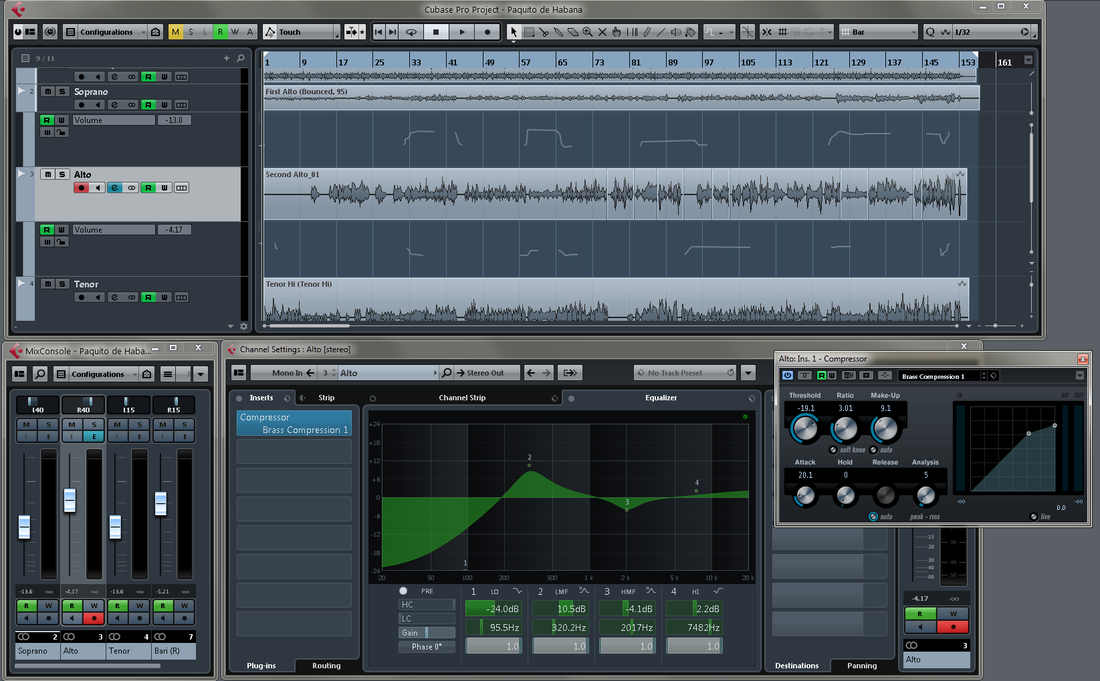 Cubase Pro Project - Paquito de Habana
Configurations M S L R W A Touch Bar Q 1/32
9 / 11
1 9 17 25 33 41 49 57 65 73 81 89 97 105 113 121 129 137 145 153 161
R W
2 M S Soprano
e R W
First Alto (Bounced, 95)
R W Volume -13.0
3 M S Alto
e R W
Second Alto_01
R W Volume -4.17
4 M S Tenor
e R W
Tenor Hi (Tenor Hi)
MixConsole - Paquito de Haba...
Configurations
L40 R40 L15 R15
M S M S M S M S
I E I E I E I E
-13.6 -oo -4.17 -oo -13.6 -oo -5.21 -oo
R W R W R W R W
2 3 4 7
Soprano Alto Tenor Bari (R)
Channel Settings : Alto [stereo]
Mono In 3 Alto Stereo Out No Track Preset
Inserts Strip
Compressor
Brass Compression 1
Plug-ins Routing
Channel Strip Equalizer
+24
+18
+12
+6
0
-6
-12
-18
-24
20 50 100 200 500 1 k 2 k 5 k 10 k 20 k
1 2 3 4
PRE
HC
LC
Gain
Phase 0°
1 LO 2 LMF 3 HMF 4 HI
-24.0dB 10.5dB -4.1dB 2.2dB
95.5Hz 320.2Hz 2017Hz 7482Hz
1.0 1.0 1.0 1.0
Alto: Ins. 1 - Compressor
R W Brass Compression 1
Threshold Ratio Make-Up
-19.1 3.01 9.1
soft knee auto
Attack Hold Release Analysis
20.1 0 5
auto peak - rms
-oo -oo
0.0
live
Destinations Panning
-4.17 -oo
R W
3
Alto